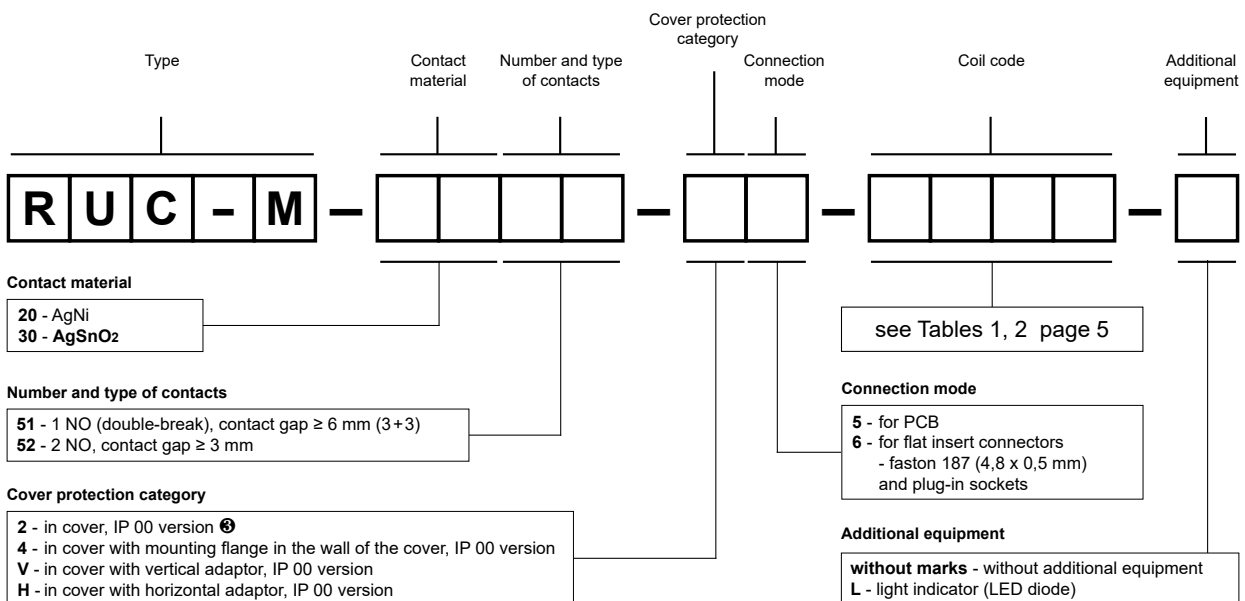 Cover protection
category
Type
Contact
material
Number and type
of contacts
Connection
mode
Coil code
Additional
equipment
R U C - M – – – –
Contact material
20 - AgNi
30 - AgSnO2
see Tables 1, 2 page 5
Number and type of contacts
51 - 1 NO (double-break), contact gap ≥ 6 mm (3+3)
52 - 2 NO, contact gap ≥ 3 mm
Connection mode
5 - for PCB
6 - for flat insert connectors
- faston 187 (4,8 x 0,5 mm)
and plug-in sockets
Cover protection category
2 - in cover, IP 00 version ❸
4 - in cover with mounting flange in the wall of the cover, IP 00 version
V - in cover with vertical adaptor, IP 00 version
H - in cover with horizontal adaptor, IP 00 version
Additional equipment
without marks - without additional equipment
L - light indicator (LED diode)